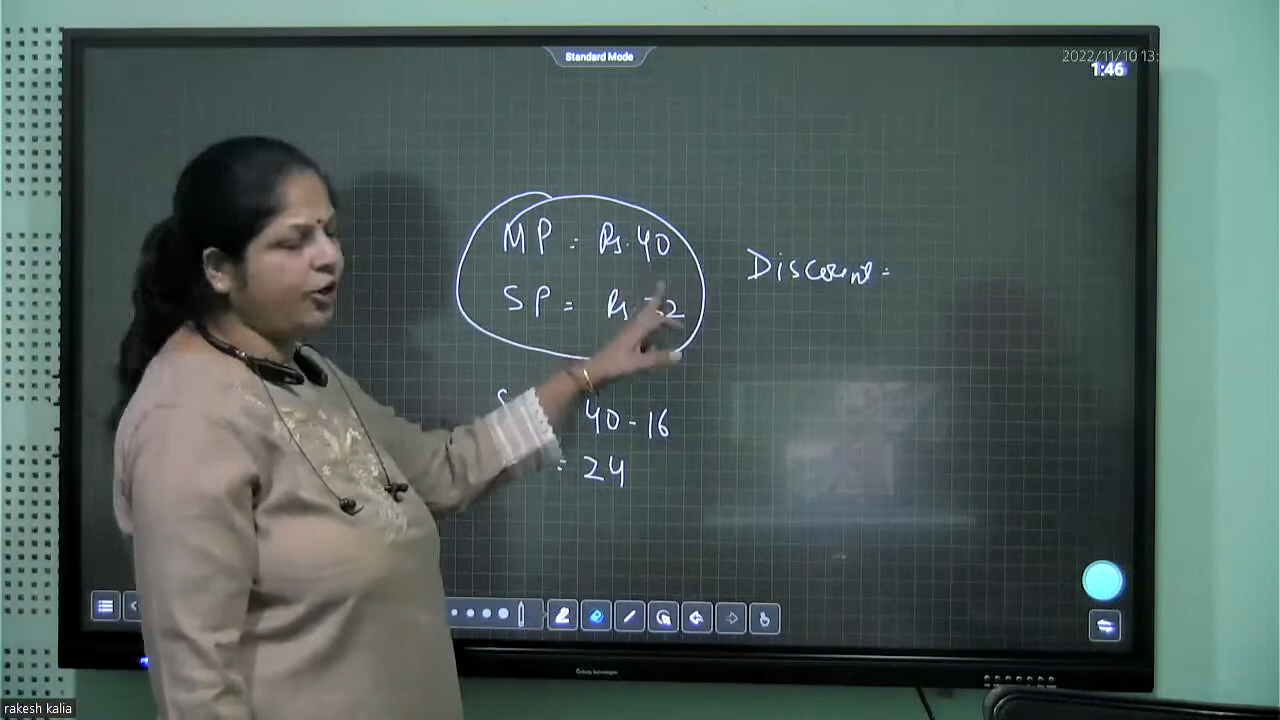 Standard Mode
2022/11/10 13:
1:46
MP = Rs. 40
SP = Rs.
Discount =
40 - 16
= 24
rakesh kalia